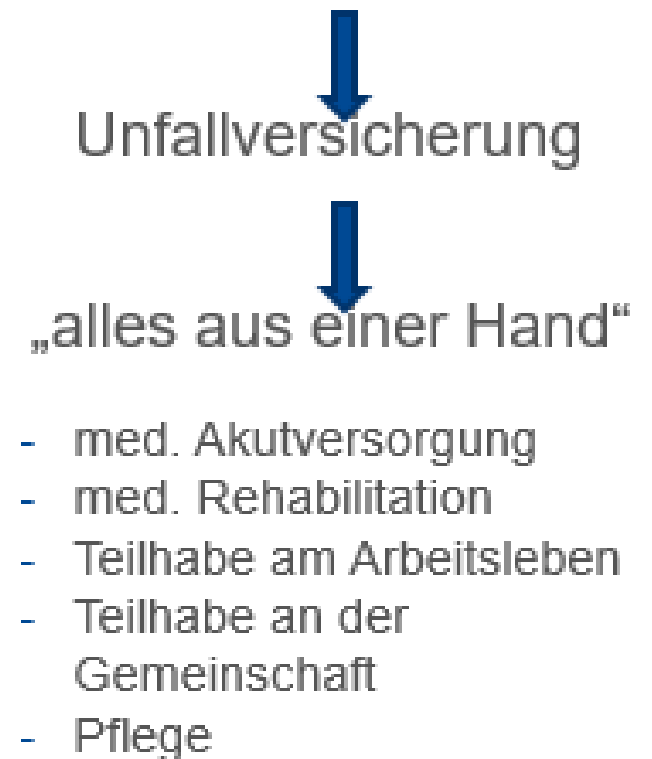 Unfallversicherung
„alles aus einer Hand“
- med. Akutversorgung
- med. Rehabilitation
- Teilhabe am Arbeitsleben
- Teilhabe an der
Gemeinschaft
- Pflege